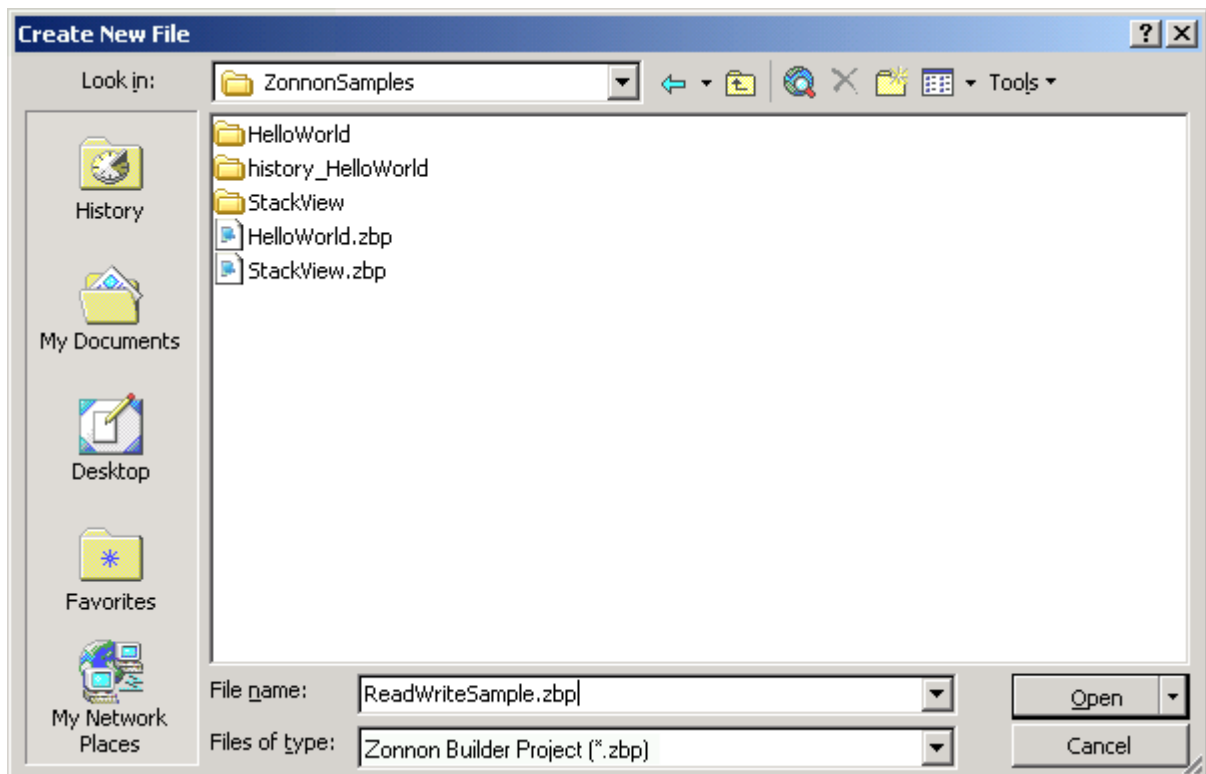 Create New File
Look in:
ZonnonSamples
Tools
History
My Documents
Desktop
Favorites
My Network
Places
HelloWorld
history_HelloWorld
StackView
HelloWorld.zbp
StackView.zbp
File name:
ReadWriteSample.zbp
Open
Files of type:
Zonnon Builder Project (*.zbp)
Cancel